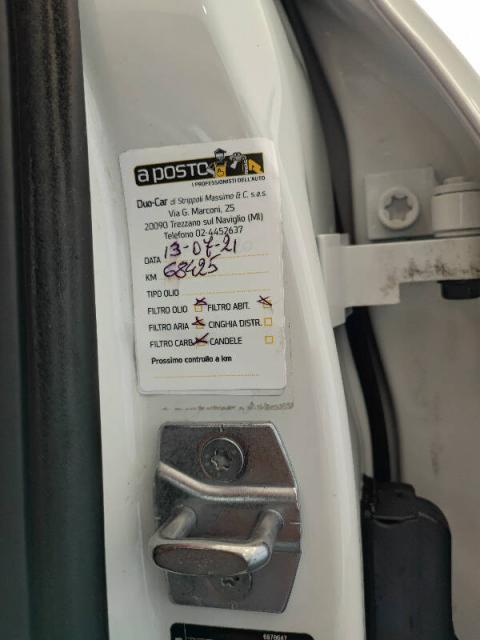 a posto
I PROFESSIONISTI DELL'AUTO
Duo-Car di Strippoli Massimo & C. s.a.s.
Via G. Marconi, 25
20090 Trezzano sul Naviglio (MI)
Telefono 02-4452637
DATA 13-07-21
KM 68425
TIPO OLIO
FILTRO OLIO FILTRO ABIT.
FILTRO ARIA CINGHIA DISTR.
FILTRO CARB. CANDELE
Prossimo controllo a km